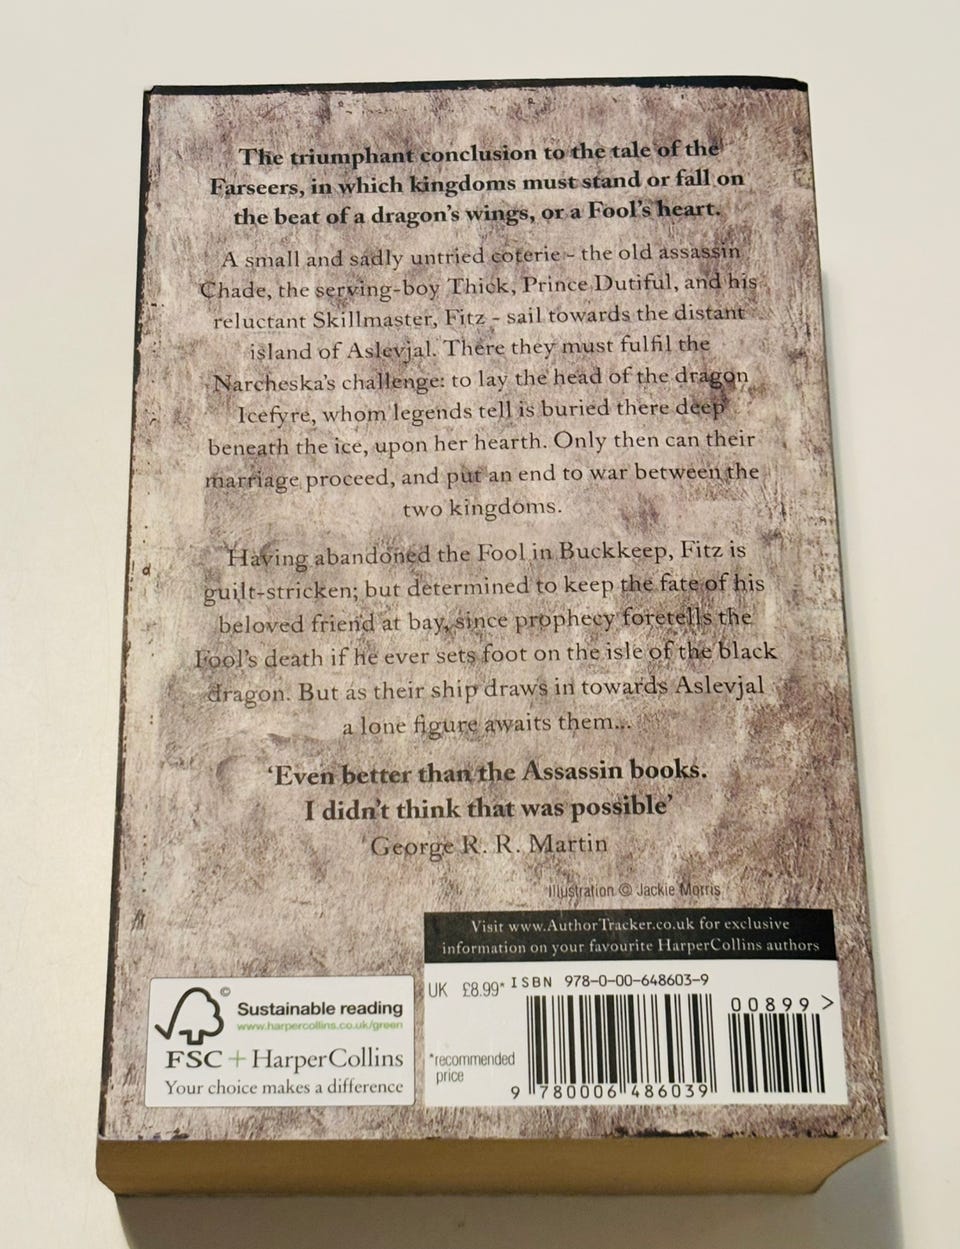 The triumphant conclusion to the tale of the
Farseers, in which kingdoms must stand or fall on
the beat of a dragon's wings, or a Fool's heart.
A small and sadly untried coterie - the old assassin
Chade, the serving-boy Thick, Prince Dutiful, and his
reluctant Skillmaster, Fitz - sail towards the distant
island of Aslevjal. There they must fulfil the
Narcheska's challenge: to lay the head of the dragon
Icefyre, whom legends tell is buried there deep
beneath the ice, upon her hearth. Only then can their
marriage proceed, and put an end to war between the
two kingdoms.
Having abandoned the Fool in Buckkeep, Fitz is
guilt-stricken; but determined to keep the fate of his
beloved friend at bay, since prophecy foretells the
Fool's death if he ever sets foot on the isle of the black
dragon. But as their ship draws in towards Aslevjal
a lone figure awaits them...
'Even better than the Assassin books.
I didn't think that was possible'
George R. R. Martin
Illustration © Jackie Morris
Visit www.AuthorTracker.co.uk for exclusive
information on your favourite HarperCollins authors
©
Sustainable reading
www.harpercollins.co.uk/green
FSC + HarperCollins
Your choice makes a difference
UK £8.99*
*recommended
price
ISBN 978-0-00-648603-9
00899 >
9 780006 486039